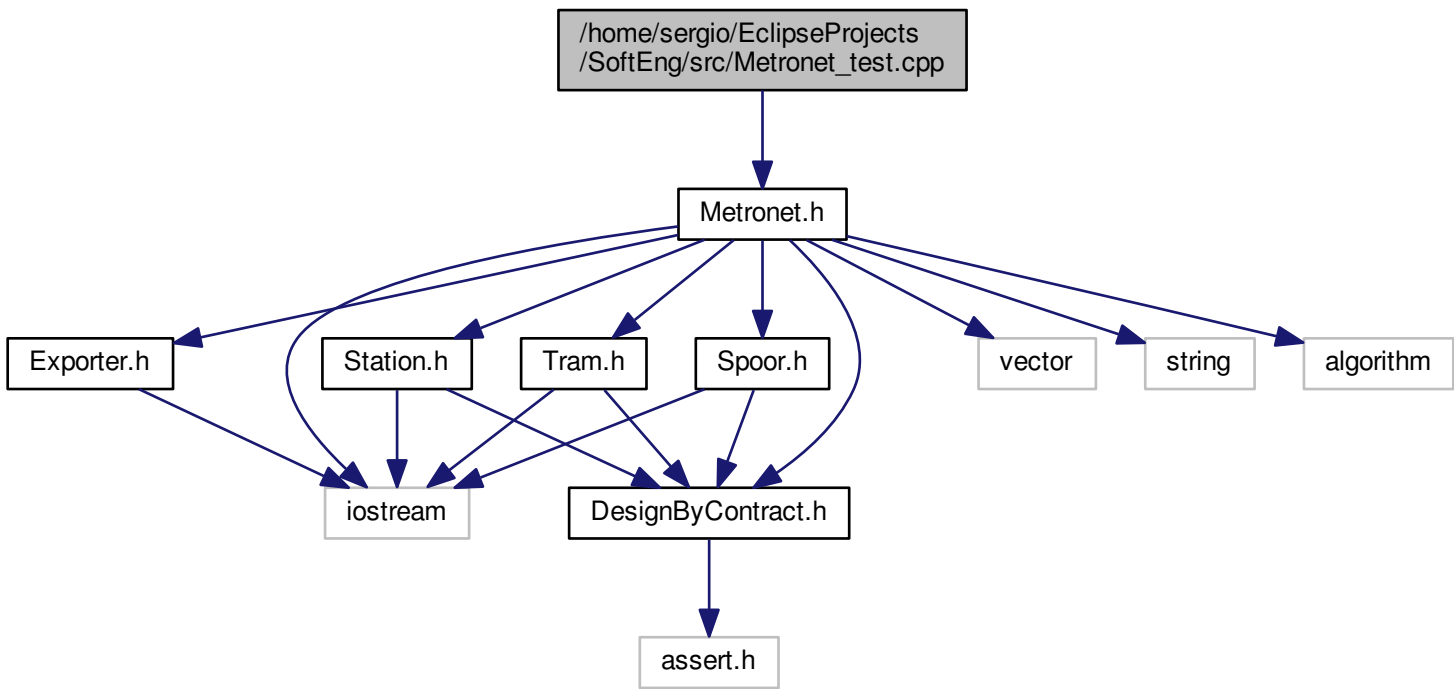 /home/sergio/EclipseProjects
/SoftEng/src/Metronet_test.cpp
Metronet.h
Exporter.h
Station.h
Tram.h
Spoor.h
vector
string
algorithm
iostream
DesignByContract.h
assert.h